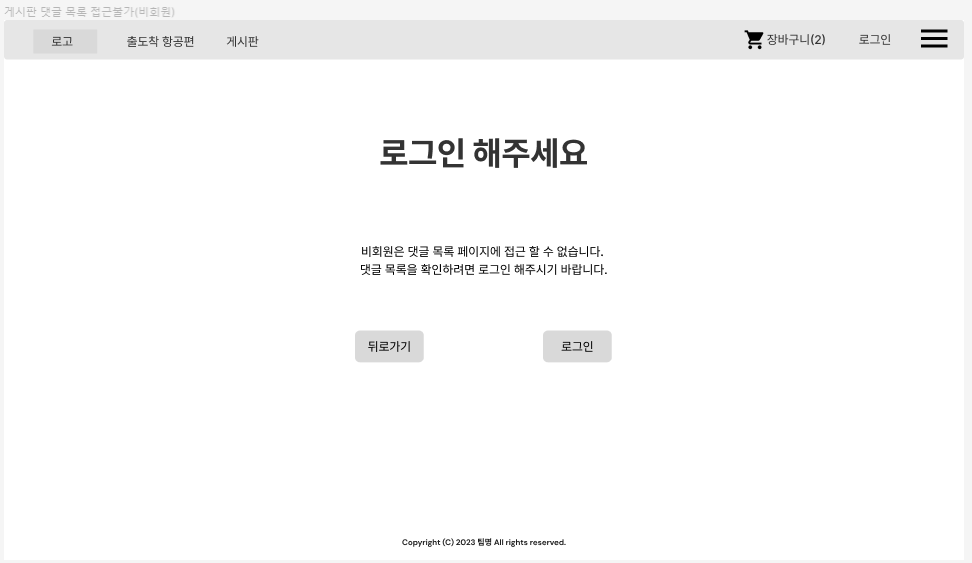 게시판 댓글 목록 접근불가(비회원)
로고 출도착 항공편 게시판 장바구니(2) 로그인
로그인 해주세요
비회원은 댓글 목록 페이지에 접근 할 수 없습니다.
댓글 목록을 확인하려면 로그인 해주시기 바랍니다.
뒤로가기 로그인
Copyright (C) 2023 팀명 All rights reserved.